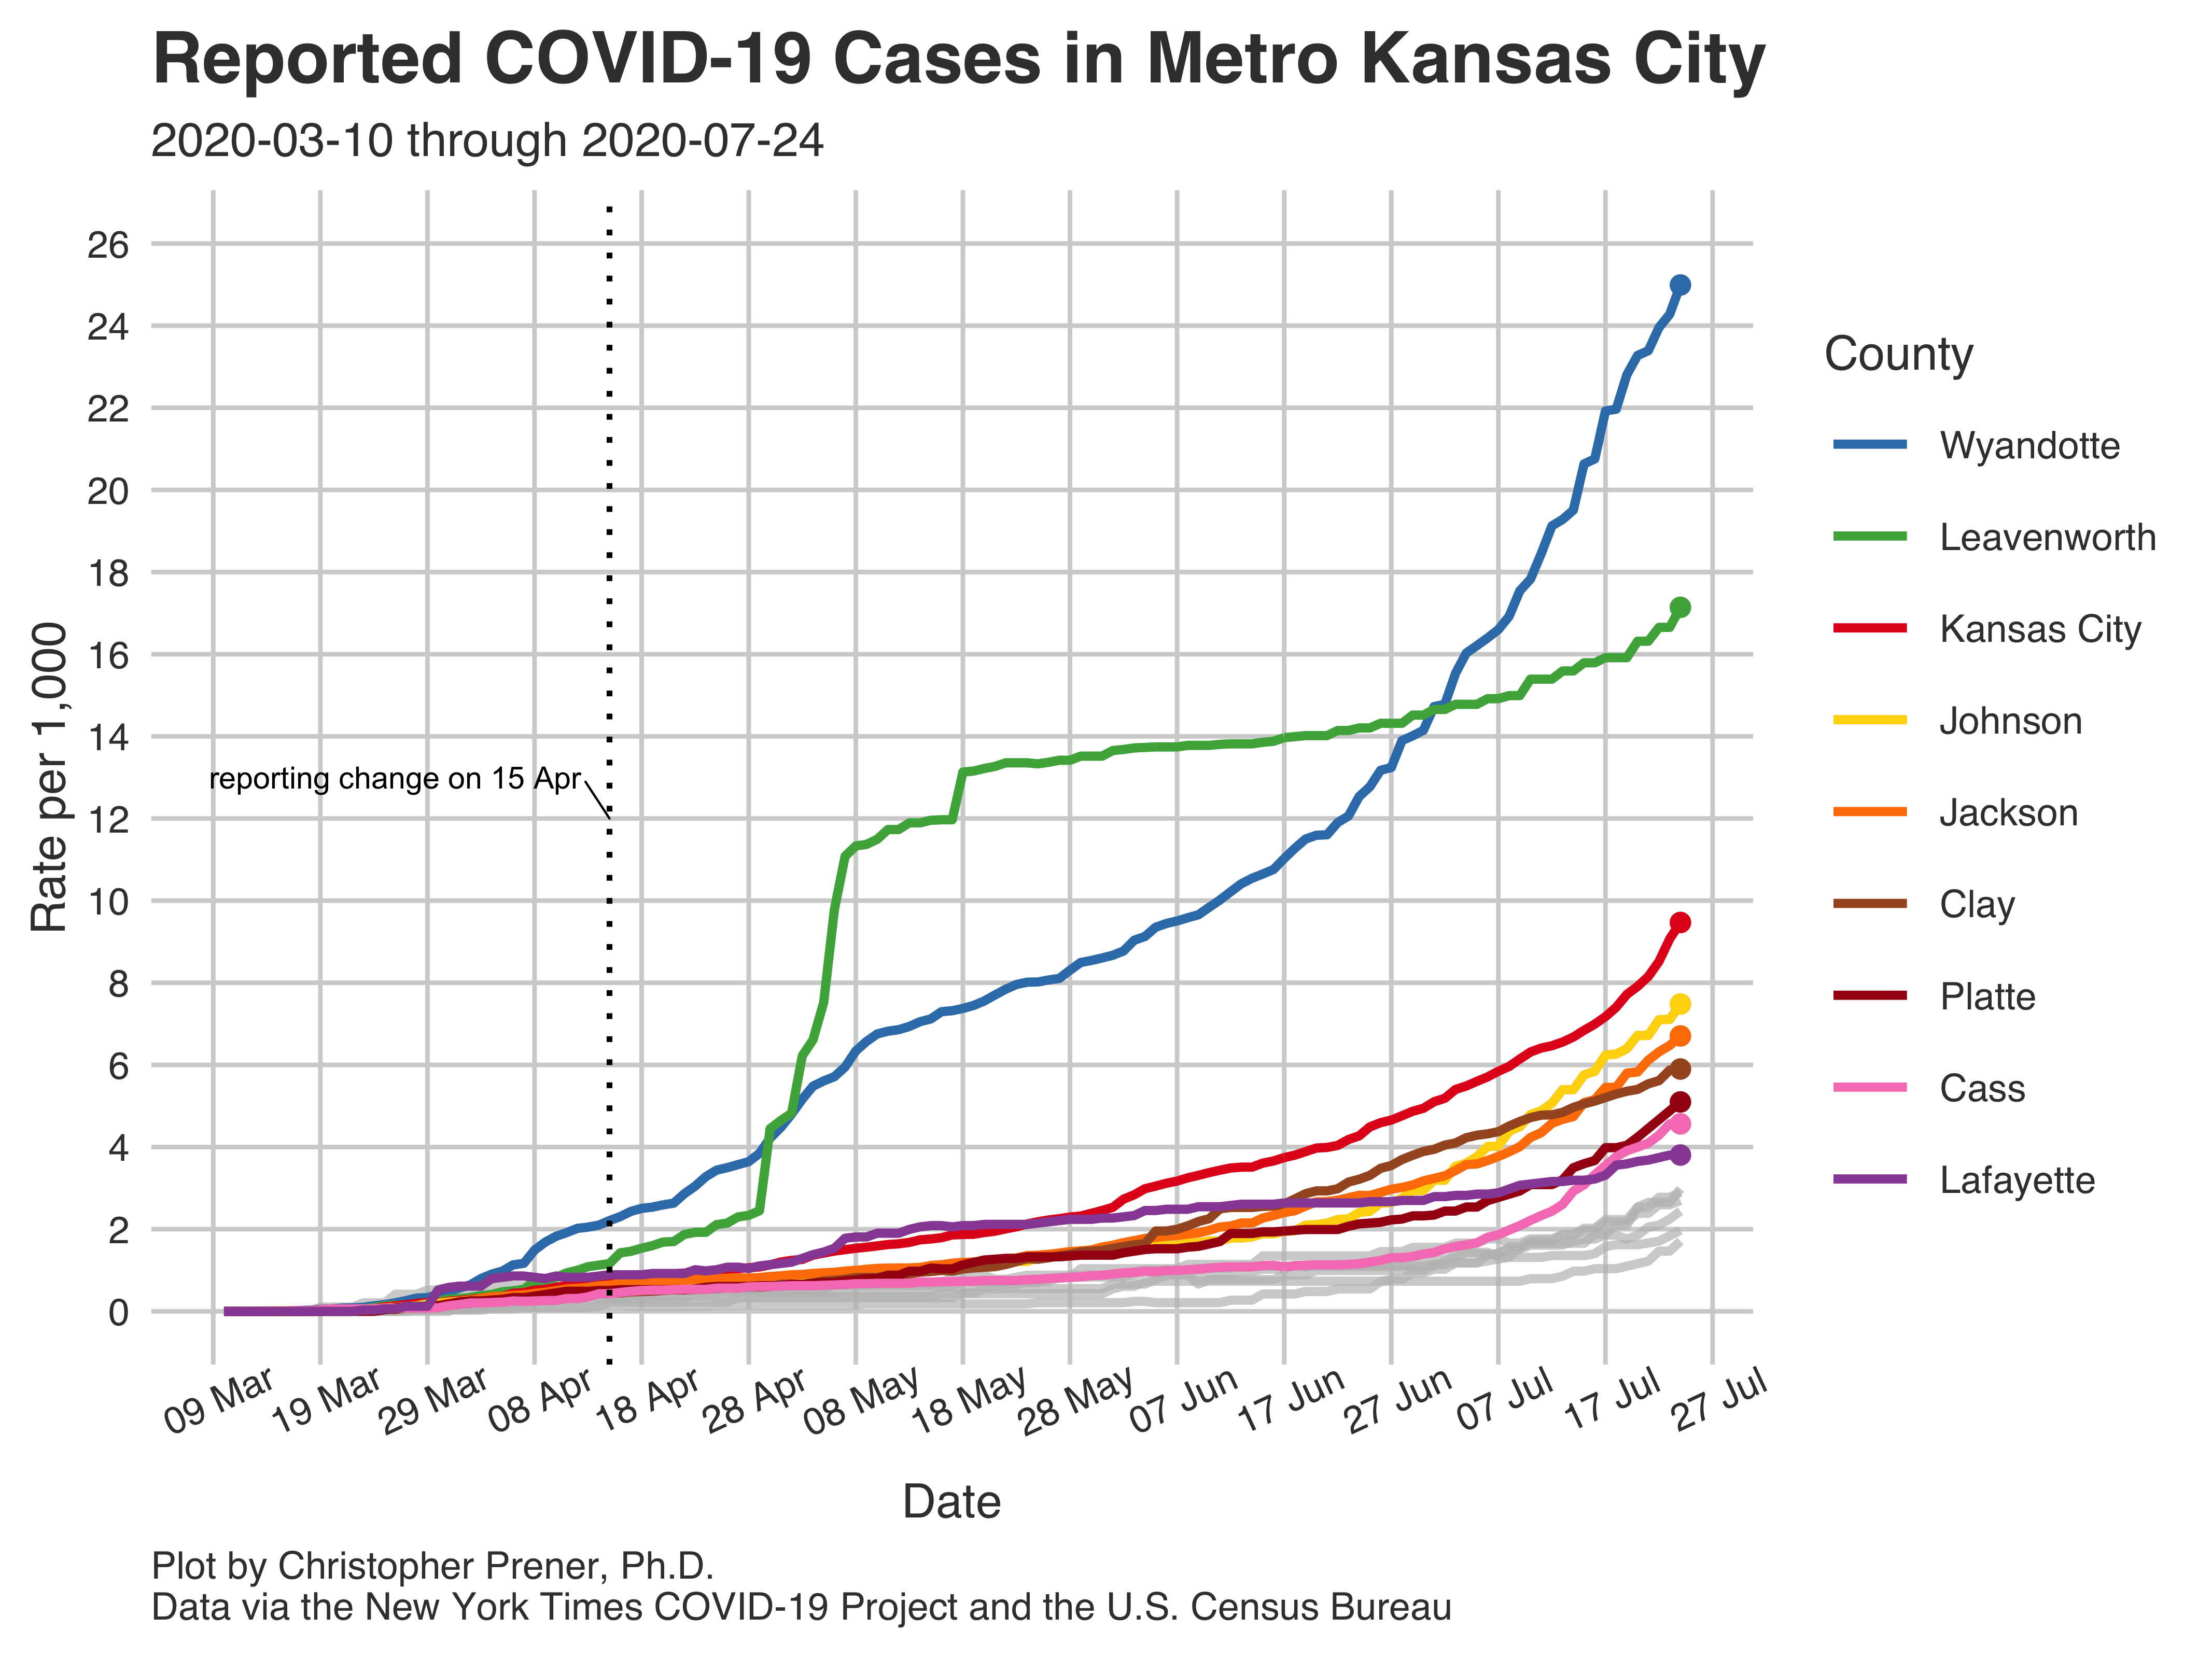 Reported COVID-19 Cases in Metro Kansas City
2020-03-10 through 2020-07-24
26
24
22
20
18
16
14
12
10
8
6
4
2
0
Rate per 1,000
reporting change on 15 Apr
09 Mar
19 Mar
29 Mar
08 Apr
18 Apr
28 Apr
08 May
18 May
28 May
07 Jun
17 Jun
27 Jun
07 Jul
17 Jul
27 Jul
Date
County
Wyandotte
Leavenworth
Kansas City
Johnson
Jackson
Clay
Platte
Cass
Lafayette
Plot by Christopher Prener, Ph.D.
Data via the New York Times COVID-19 Project and the U.S. Census Bureau